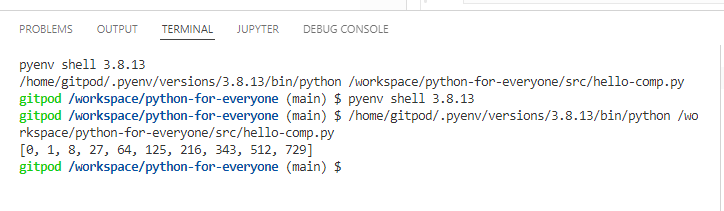 PROBLEMS OUTPUT TERMINAL JUPYTER DEBUG CONSOLE
pyenv shell 3.8.13
/home/gitpod/.pyenv/versions/3.8.13/bin/python /workspace/python-for-everyone/src/hello-comp.py
gitpod /workspace/python-for-everyone (main) $ pyenv shell 3.8.13
gitpod /workspace/python-for-everyone (main) $ /home/gitpod/.pyenv/versions/3.8.13/bin/python /wo
rkspace/python-for-everyone/src/hello-comp.py
[0, 1, 8, 27, 64, 125, 216, 343, 512, 729]
gitpod /workspace/python-for-everyone (main) $